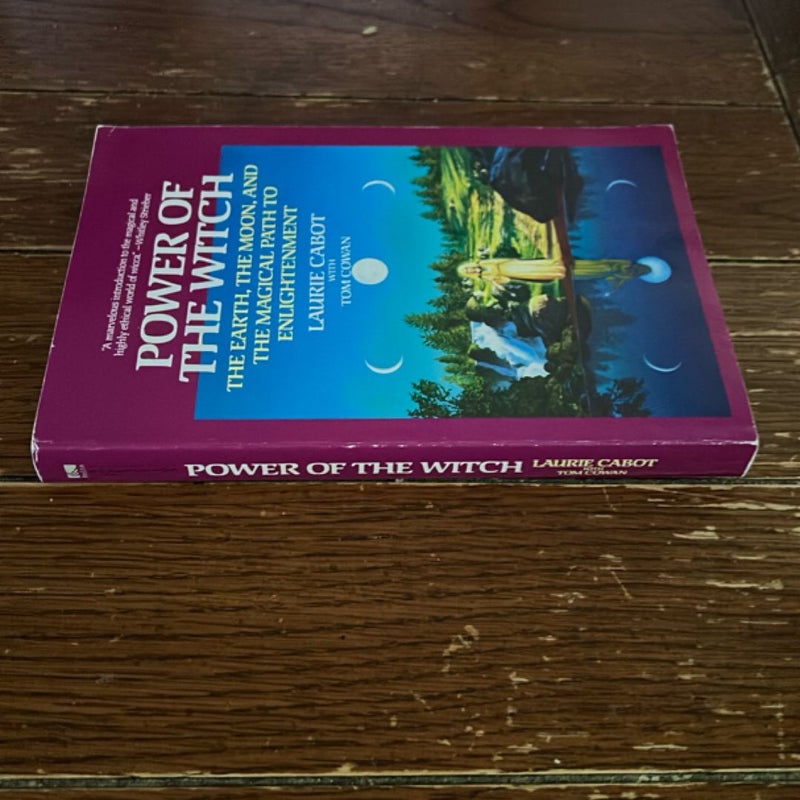 "A marvelous introduction to the magical and
highly ethical world of wicca." —Whitley Strieber
POWER OF
THE WITCH
THE EARTH, THE MOON, AND
THE MAGICAL PATH TO
ENLIGHTENMENT
LAURIE CABOT
WITH
TOM COWAN
POWER OF THE WITCH
LAURIE CABOT
WITH
TOM COWAN